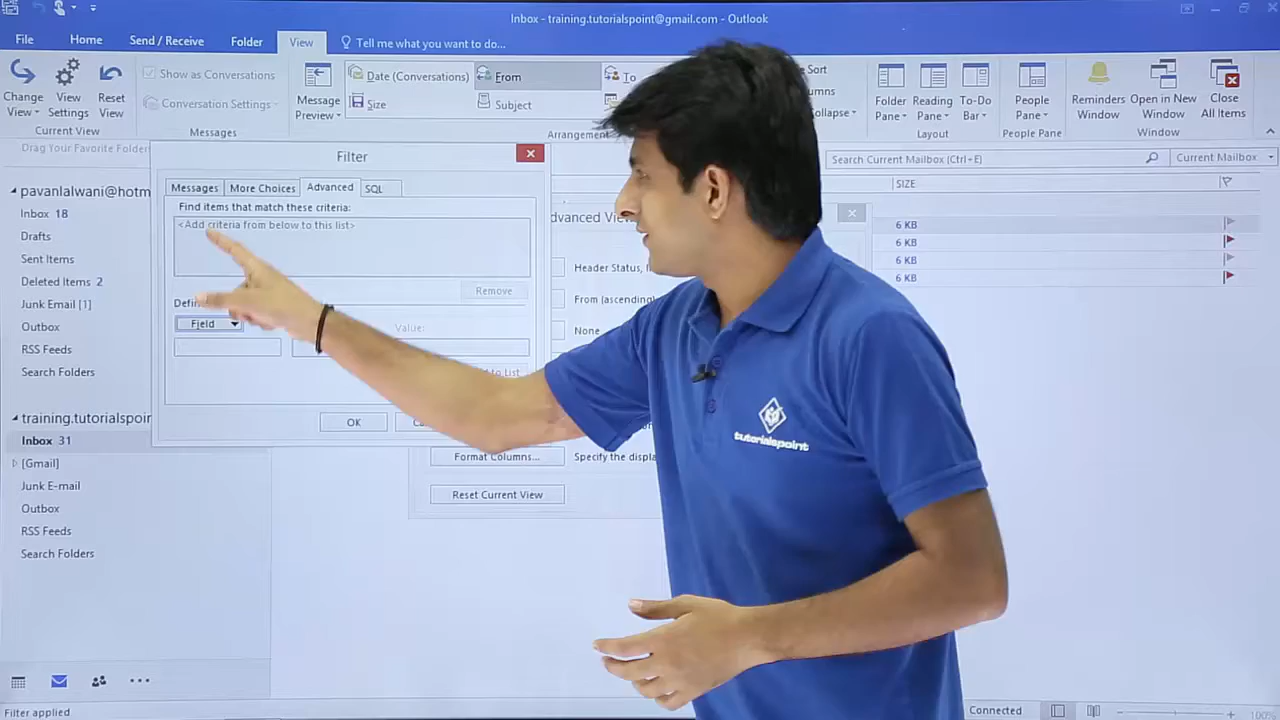 Inbox - training.tutorialspoint@gmail.com - Outlook
File Home Send / Receive Folder View Tell me what you want to do...
Change View
View Settings
Reset View
Current View
Show as Conversations
Conversation Settings
Messages
Message Preview
Date (Conversation) From To
Size Subject
Arrangement
Sort
Folder Pane
Reading Pane
To-Do Bar
Layout
People Pane
People Pane
Reminders Window
Open in New Window
Close All Items
Window
Drag Your Favorite Folder
pavanlalwani@hotm
Inbox 18
Drafts
Sent Items
Deleted Items 2
Junk Email [1]
Outbox
RSS Feeds
Search Folders
training.tutorialspoin
Inbox 31
[Gmail]
Junk E-mail
Outbox
RSS Feeds
Search Folders
Filter
Messages More Choices Advanced SQL
Find items that match these criteria:
<Add criteria from below to this list>
Remove
Field
Value:
OK
Header Status,
From (ascending)
None
Format Columns... Specify the displa
Reset Current View
Search Current Mailbox (Ctrl+E) Current Mailbox
SIZE
6 KB
6 KB
6 KB
6 KB
tutorialspoint
Filter applied
Connected
100%